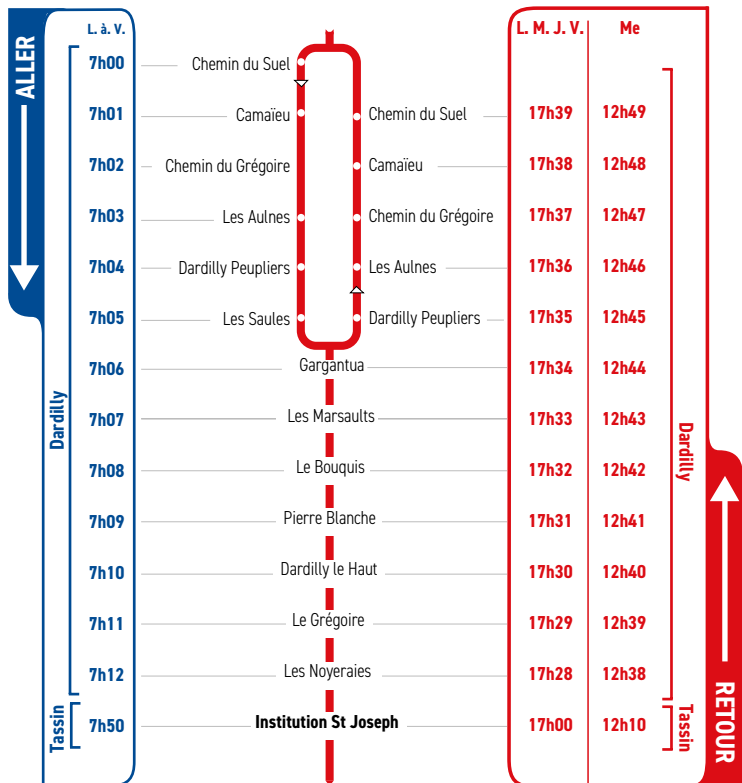 ALLER
L. à. V.
L. M. J. V. Me
7h00 Chemin du Suel
7h01 Camaïeu Chemin du Suel 17h39 12h49
7h02 Chemin du Grégoire Camaïeu 17h38 12h48
7h03 Les Aulnes Chemin du Grégoire 17h37 12h47
7h04 Dardilly Peupliers Les Aulnes 17h36 12h46
7h05 Les Saules Dardilly Peupliers 17h35 12h45
7h06 Gargantua 17h34 12h44
7h07 Les Marsaults 17h33 12h43
7h08 Le Bouquis 17h32 12h42
7h09 Pierre Blanche 17h31 12h41
7h10 Dardilly le Haut 17h30 12h40
7h11 Le Grégoire 17h29 12h39
7h12 Les Noyeraies 17h28 12h38
7h50 Institution St Joseph 17h00 12h10
Dardilly
Tassin
Dardilly
Tassin
RETOUR